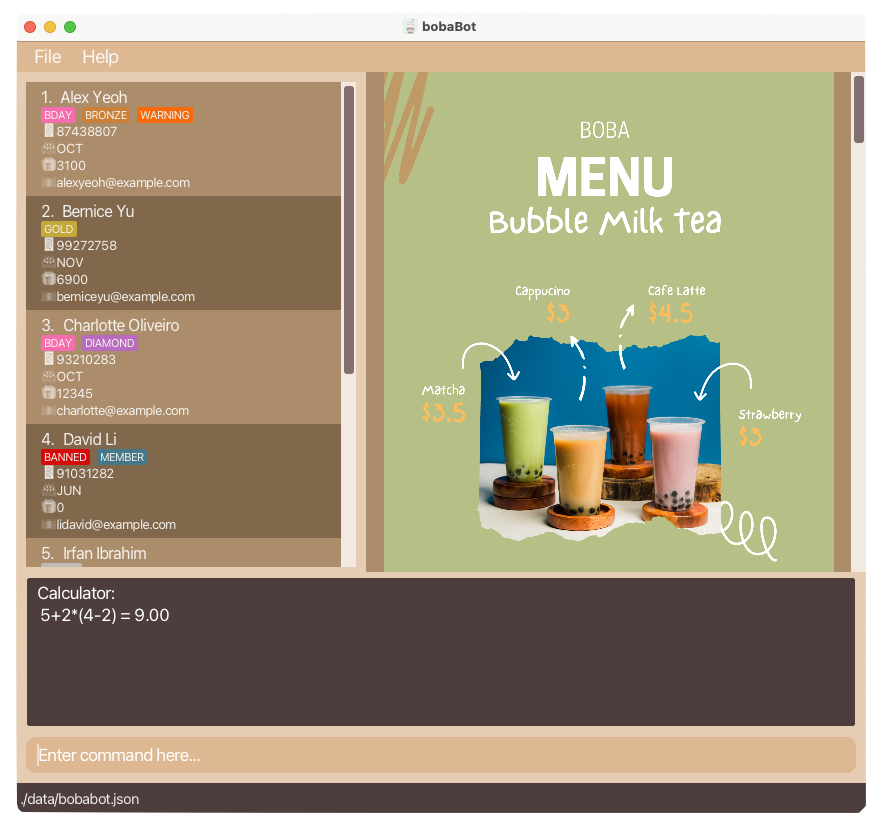 bobaBot
File Help
1. Alex Yeoh
BDAY BRONZE WARNING
87438807
OCT
3100
alexyeoh@example.com
2. Bernice Yu
GOLD
99272758
NOV
6900
berniceyu@example.com
3. Charlotte Oliveiro
BDAY DIAMOND
93210283
OCT
12345
charlotte@example.com
4. David Li
BANNED MEMBER
91031282
JUN
0
lidavid@example.com
5. Irfan Ibrahim
BOBA
MENU
Bubble Milk Tea
Cappucino
$3
Cafe Latte
$4.5
Matcha
$3.5
Strawberry
$3
Calculator:
5+2*(4-2) = 9.00
Enter command here...
./data/bobabot.json